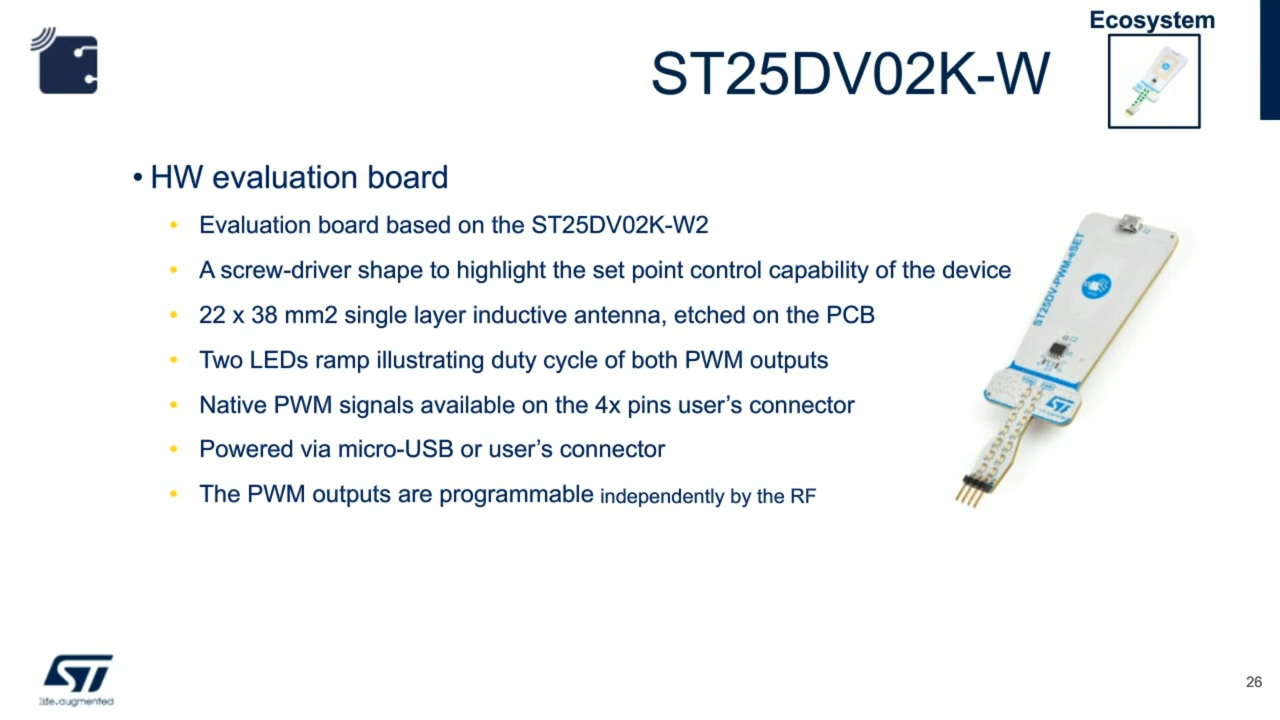 Ecosystem
ST25DV02K-W
• HW evaluation board
• Evaluation board based on the ST25DV02K-W2
• A screw-driver shape to highlight the set point control capability of the device
• 22 x 38 mm2 single layer inductive antenna, etched on the PCB
• Two LEDs ramp illustrating duty cycle of both PWM outputs
• Native PWM signals available on the 4x pins user’s connector
• Powered via micro-USB or user’s connector
• The PWM outputs are programmable independently by the RF
ST25DV-PWM-eSET
ST
ST
life.augmented
26